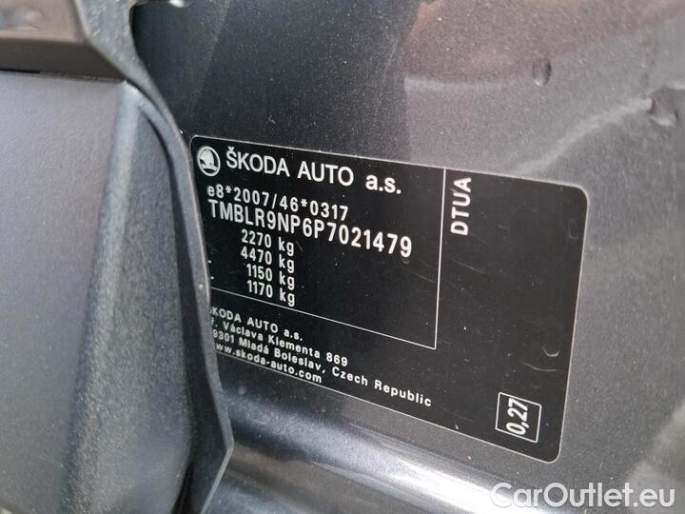 ŠKODA AUTO a.s.
e8*2007/46*0317
TMBLR9NP6P7021479
2270 kg
4470 kg
1150 kg
1170 kg
DTUA
ŠKODA AUTO a.s.
Václava Klementa 869
Mladá Boleslav, Czech Republic
www.skoda-auto.com
0,27
CarOutlet.eu